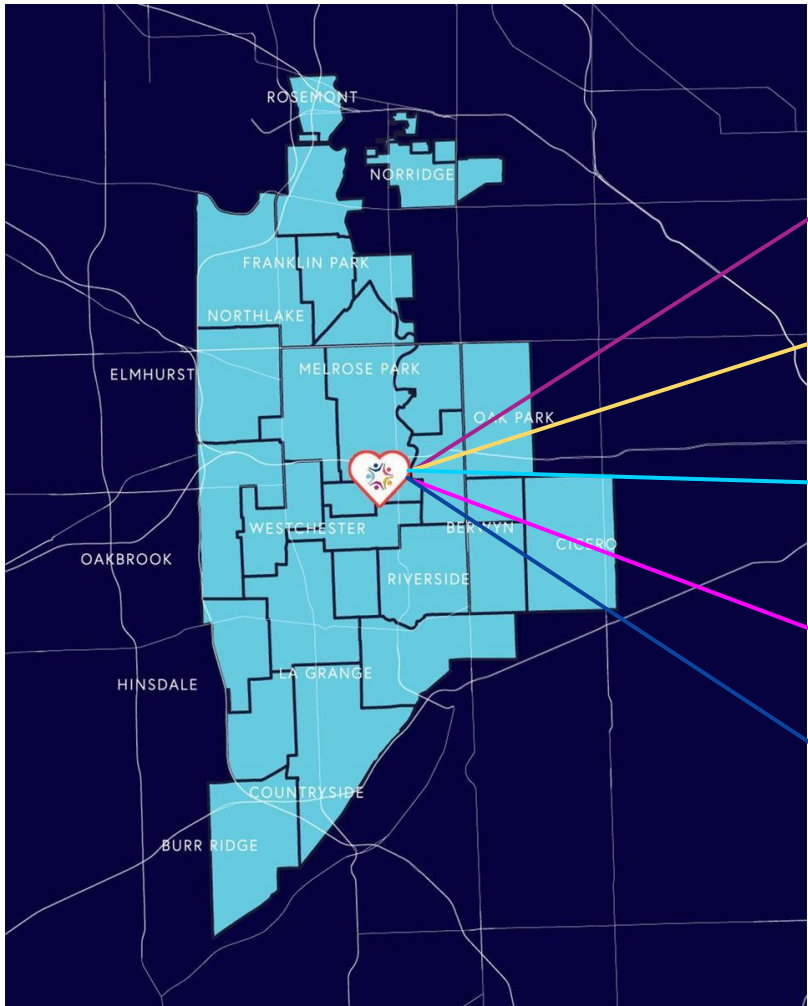 ROSEMONT
NORRIDGE
FRANKLIN PARK
NORTHLAKE
MELROSE PARK
ELMHURST
OAK PARK
WESTCHESTER
BERWYN
CICERO
OAKBROOK
RIVERSIDE
LA GRANGE
HINSDALE
COUNTRYSIDE
BURR RIDGE